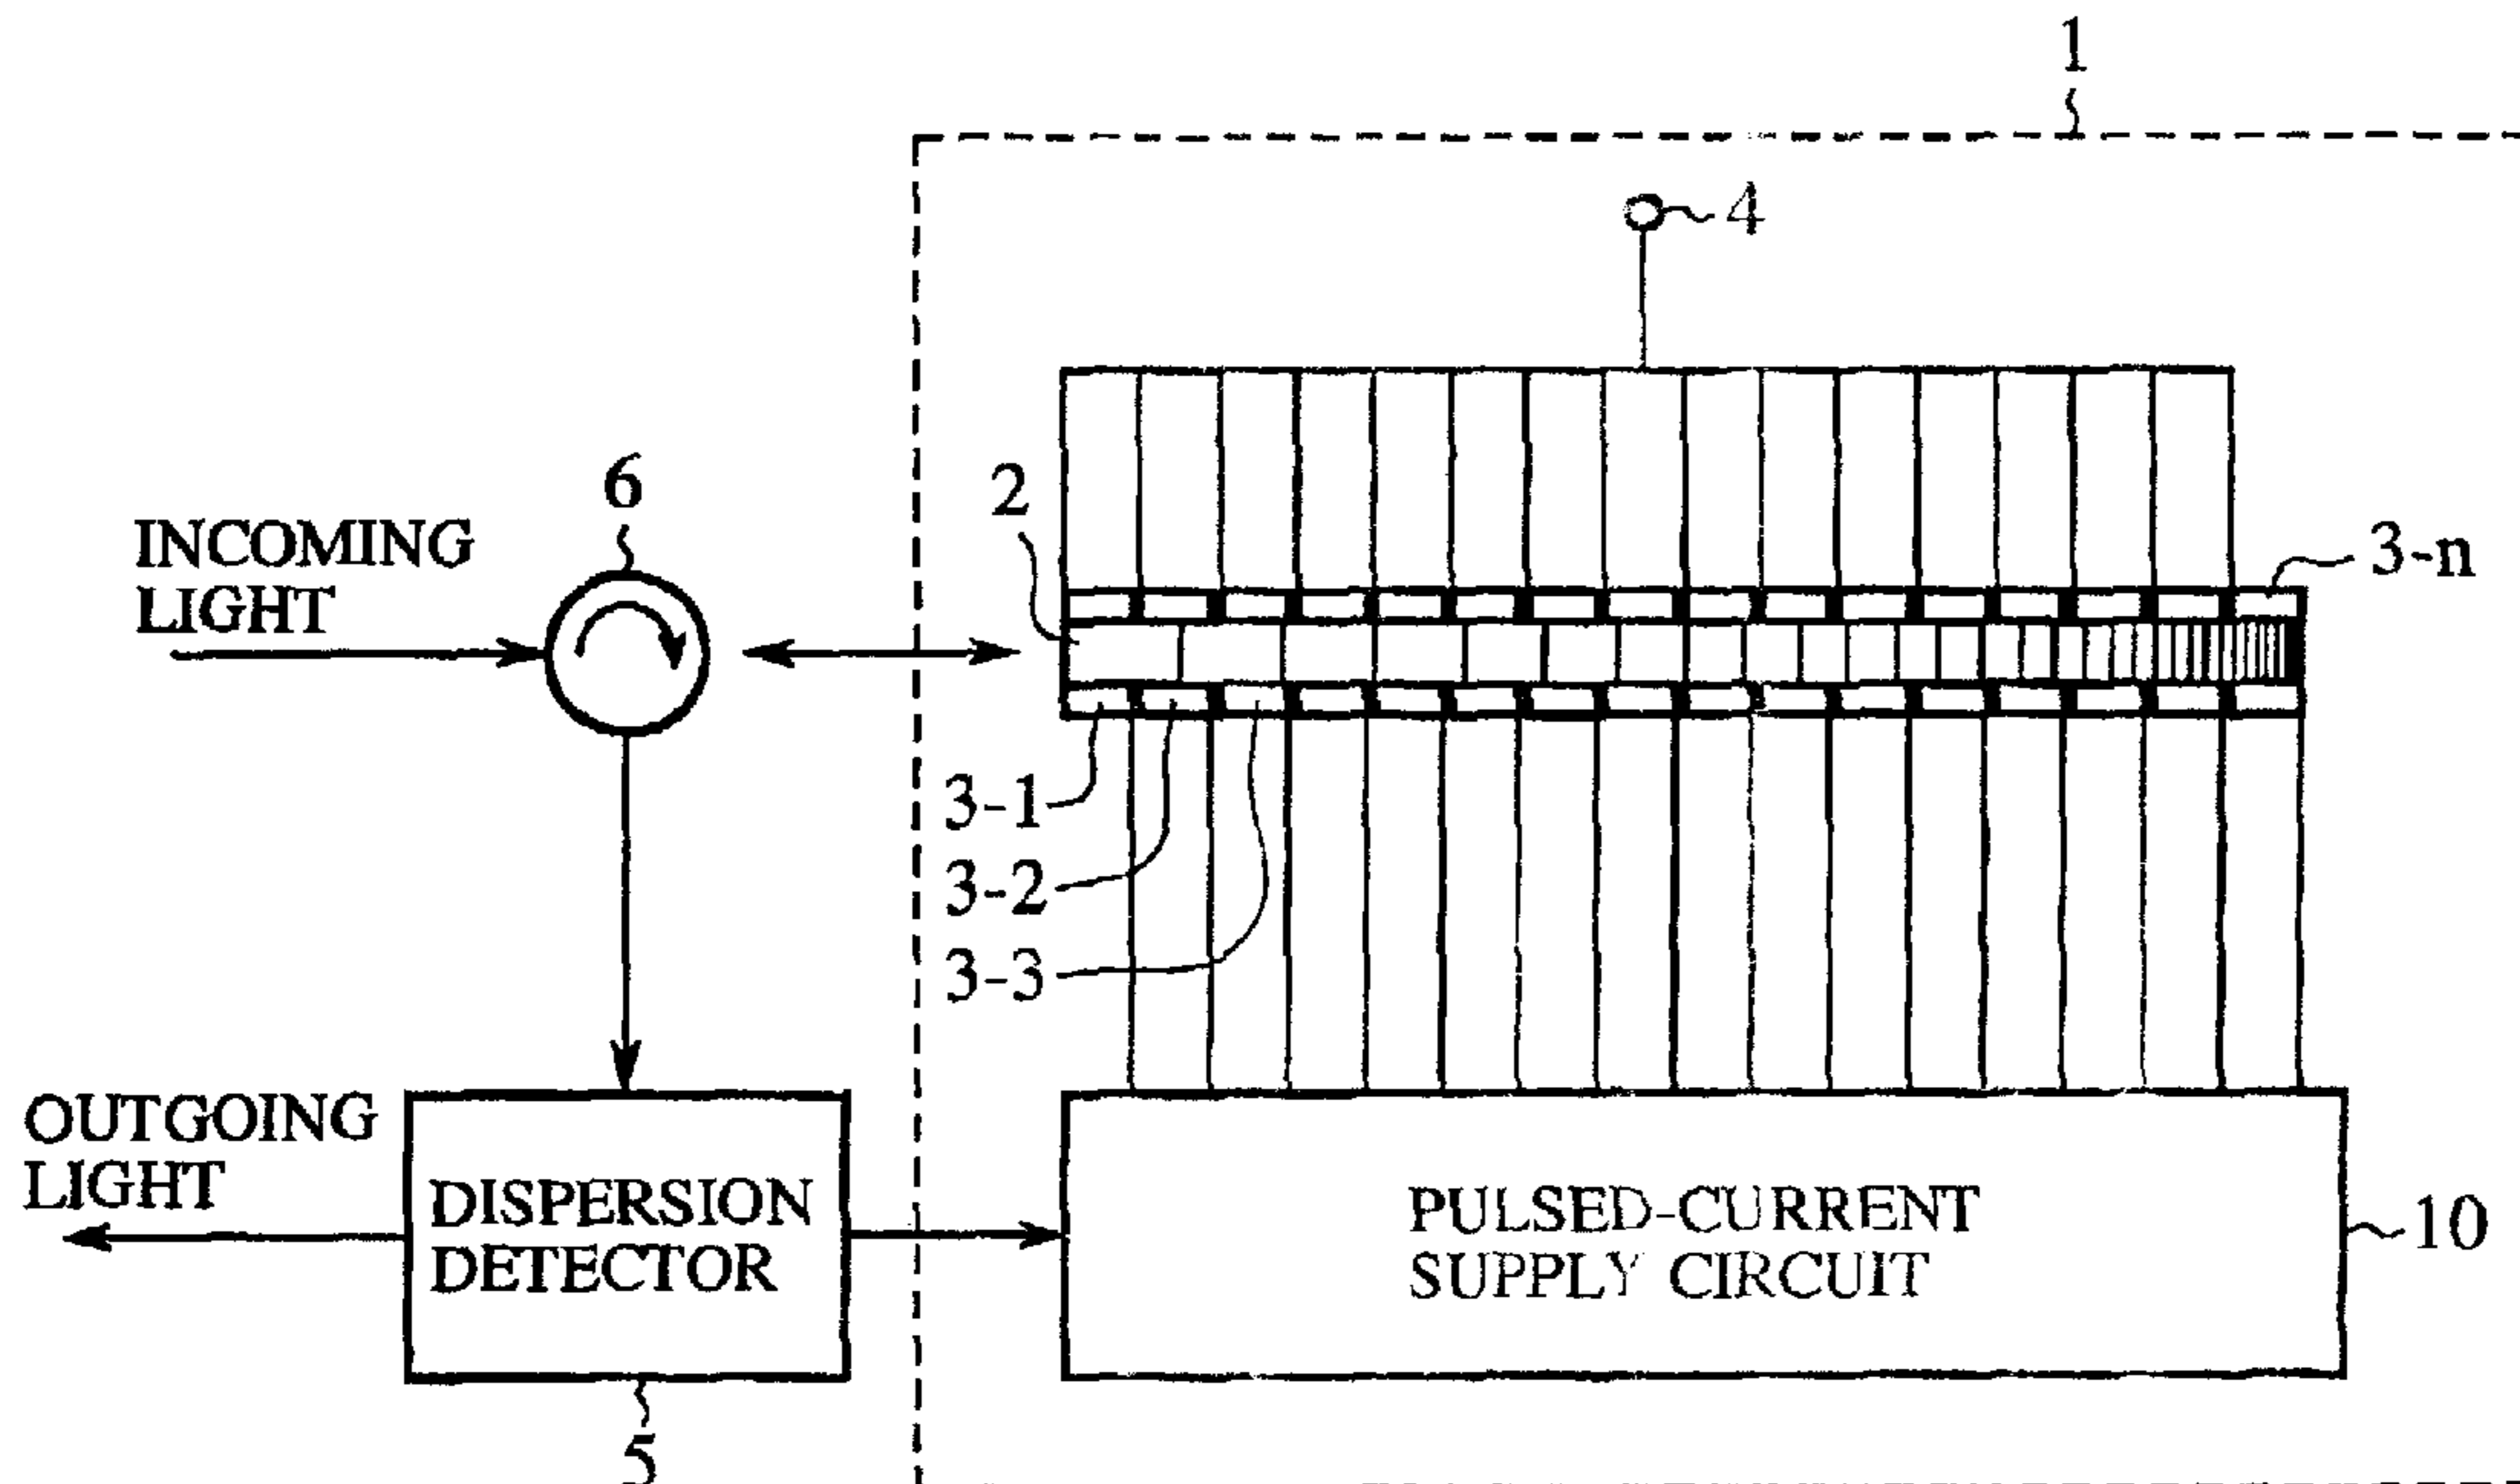 1
4
2
3-n
6
INCOMING
LIGHT
3-1
3-2
3-3
OUTGOING
LIGHT
DISPERSION
DETECTOR
PULSED-CURRENT
SUPPLY CIRCUIT
10
5